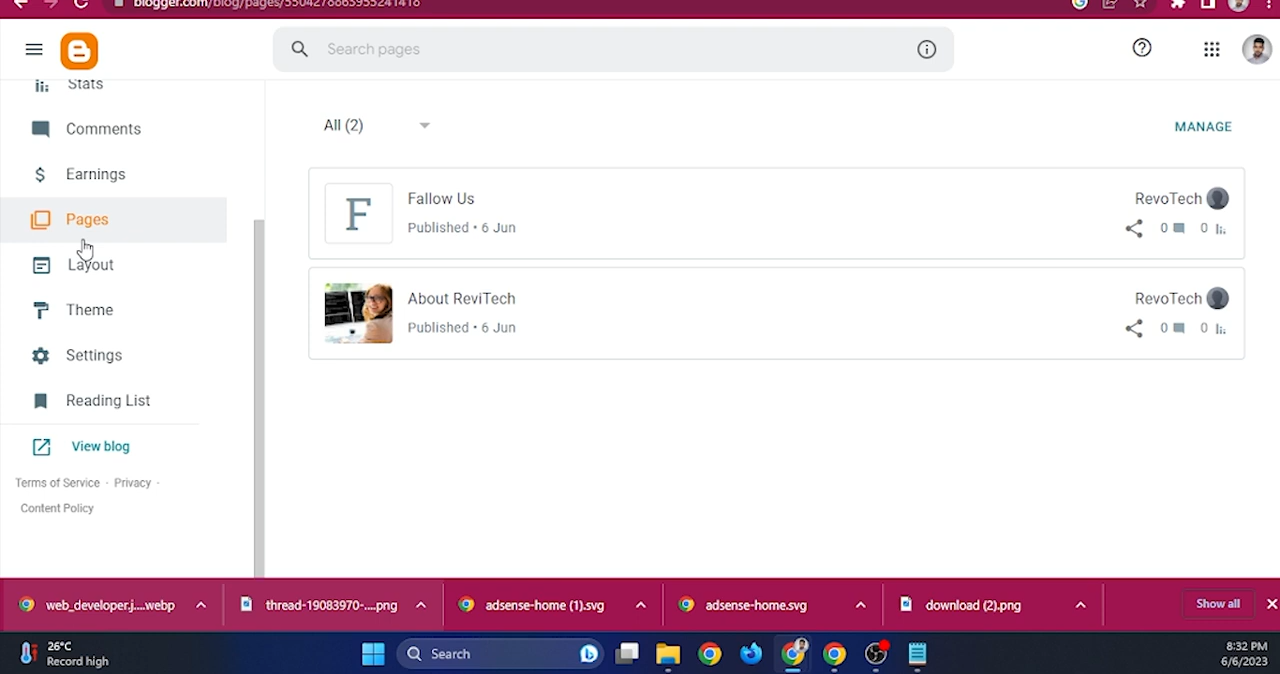 blogger.com/blog/pages/5504278863955241418
Search pages
Stats
Comments
Earnings
Pages
Layout
Theme
Settings
Reading List
View blog
Terms of Service · Privacy ·
Content Policy
All (2)
MANAGE
F
Fallow Us
Published • 6 Jun
RevoTech
0 0
About ReviTech
Published • 6 Jun
RevoTech
0 0
web_developer.j....webp
thread-19083970-....png
adsense-home (1).svg
adsense-home.svg
download (2).png
Show all
26°C
Record high
Search
8:32 PM
6/6/2023